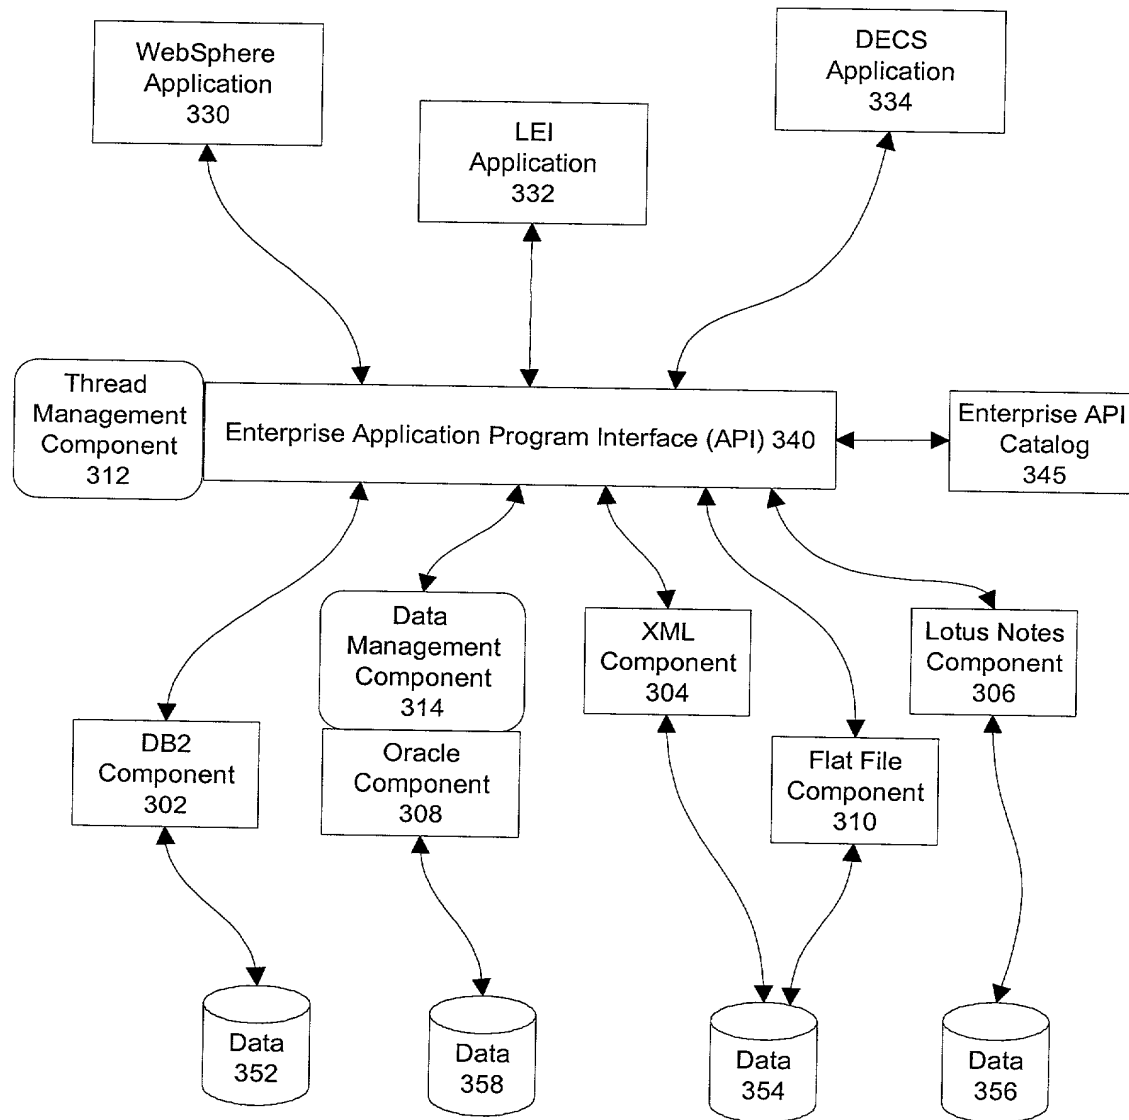 WebSphere
Application
330
LEI
Application
332
DECS
Application
334
Thread
Management
Component
312
Enterprise Application Program Interface (API) 340
Enterprise API
Catalog
345
DB2
Component
302
Data
Management
Component
314
Oracle
Component
308
XML
Component
304
Flat File
Component
310
Lotus Notes
Component
306
Data
352
Data
358
Data
354
Data
356